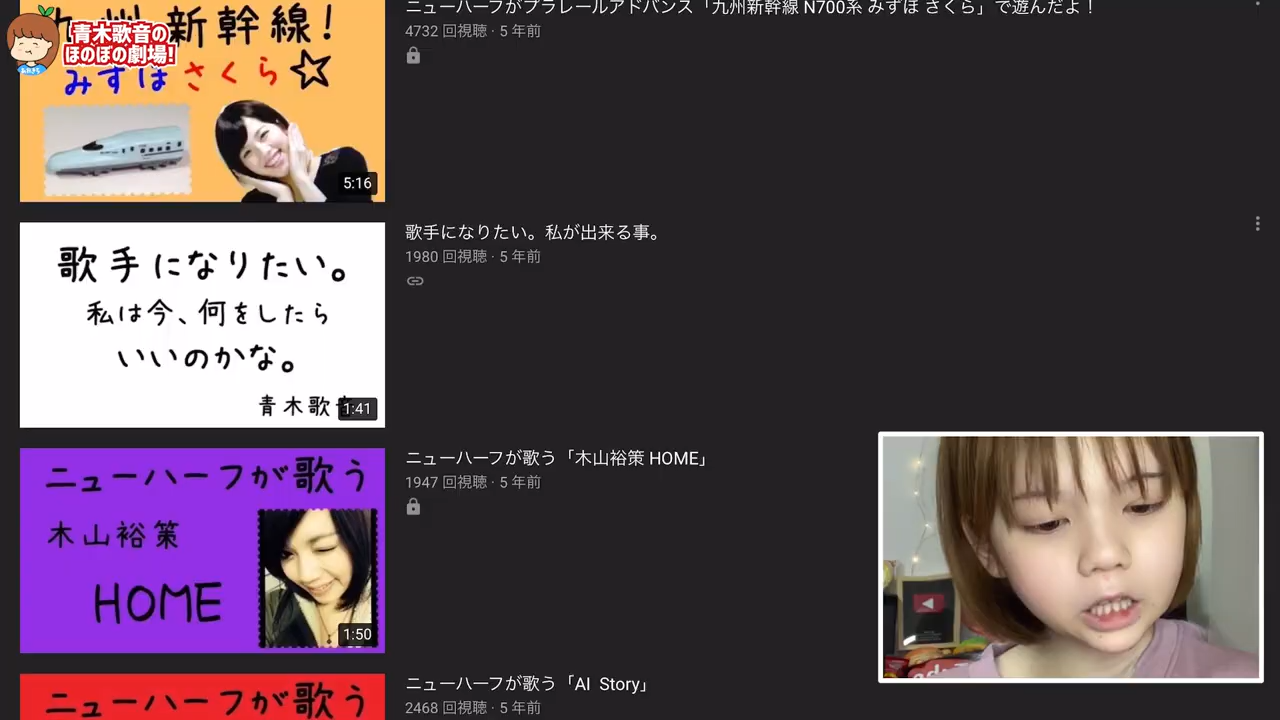 青木歌音の
ほのぼの劇場!
あおきち
九州新幹線!
みずほ さくら☆
5:16
ニューハーフがプラレールアドバンス「九州新幹線 N700系 みずほ さくら」で遊んだよ！
4732 回視聴 · 5 年前
歌手になりたい。
私は今、何をしたら
いいのかな。
青木歌音
1:41
歌手になりたい。私が出来る事。
1980 回視聴 · 5 年前
ニューハーフが歌う
木山裕策
HOME
1:50
ニューハーフが歌う「木山裕策 HOME」
1947 回視聴 · 5 年前
ニューハーフが歌う
ニューハーフが歌う「AI Story」
2468 回視聴 · 5 年前